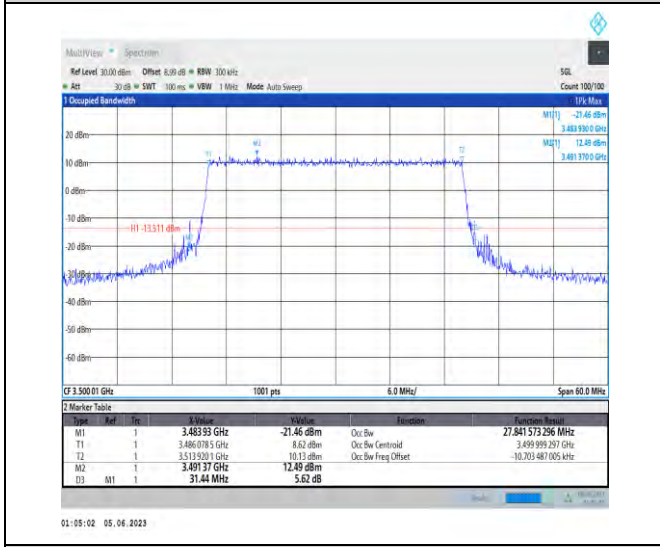 MultiView Spectrum
Ref Level 30.00 dBm Offset 8.99 dB RBW 300 kHz SGL
Att 30 dB SWT 100 ms VBW 1 MHz Mode Auto Sweep Count 100/100
1 Occupied Bandwidth 1Pk Max
M1[1] -21.46 dBm
3.483 930 0 GHz
M2[1] 12.49 dBm
3.491 370 0 GHz
20 dBm
M2
T1 T2
10 dBm
0 dBm
-10 dBm
H1 -13.511 dBm
-20 dBm
-30 dBm
-40 dBm
-50 dBm
-60 dBm
CF 3.500 01 GHz 1001 pts 6.0 MHz/ Span 60.0 MHz
2 Marker Table
Type Ref Trc X-Value Y-Value Function Function Result
M1 1 3.483 93 GHz -21.46 dBm Occ Bw 27.841 573 296 MHz
T1 1 3.486 078 5 GHz 8.62 dBm Occ Bw Centroid 3.499 999 297 GHz
T2 1 3.513 920 1 GHz 10.13 dBm Occ Bw Freq Offset -10.703 487 005 kHz
M2 1 3.491 37 GHz 12.49 dBm
D3 M1 1 31.44 MHz 5.62 dB
01:05:02 05.06.2023